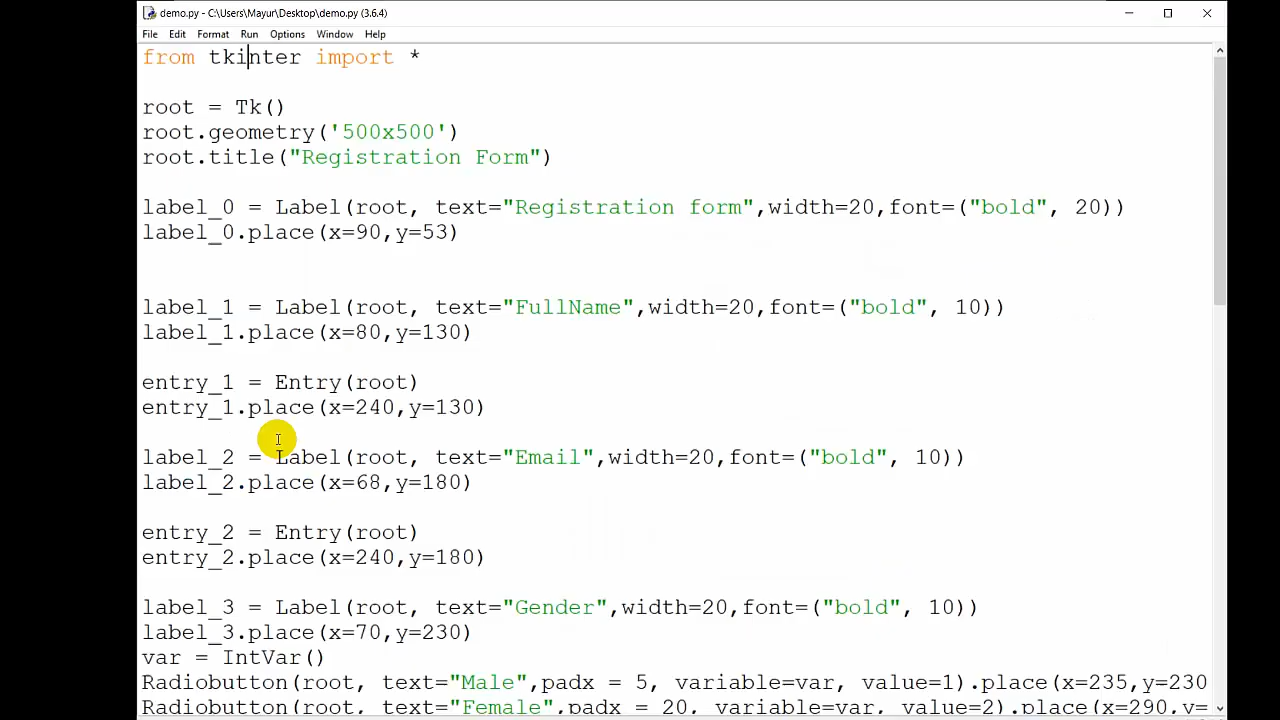 demo.py - C:\Users\Mayur\Desktop\demo.py (3.6.4)
File Edit Format Run Options Window Help
from tkinter import *
root = Tk()
root.geometry('500x500')
root.title("Registration Form")
label_0 = Label(root, text="Registration form",width=20,font=("bold", 20))
label_0.place(x=90,y=53)
label_1 = Label(root, text="FullName",width=20,font=("bold", 10))
label_1.place(x=80,y=130)
entry_1 = Entry(root)
entry_1.place(x=240,y=130)
label_2 = Label(root, text="Email",width=20,font=("bold", 10))
label_2.place(x=68,y=180)
entry_2 = Entry(root)
entry_2.place(x=240,y=180)
label_3 = Label(root, text="Gender",width=20,font=("bold", 10))
label_3.place(x=70,y=230)
var = IntVar()
Radiobutton(root, text="Male",padx = 5, variable=var, value=1).place(x=235,y=230
Radiobutton(root, text="Female",padx = 20, variable=var, value=2).place(x=290,y=